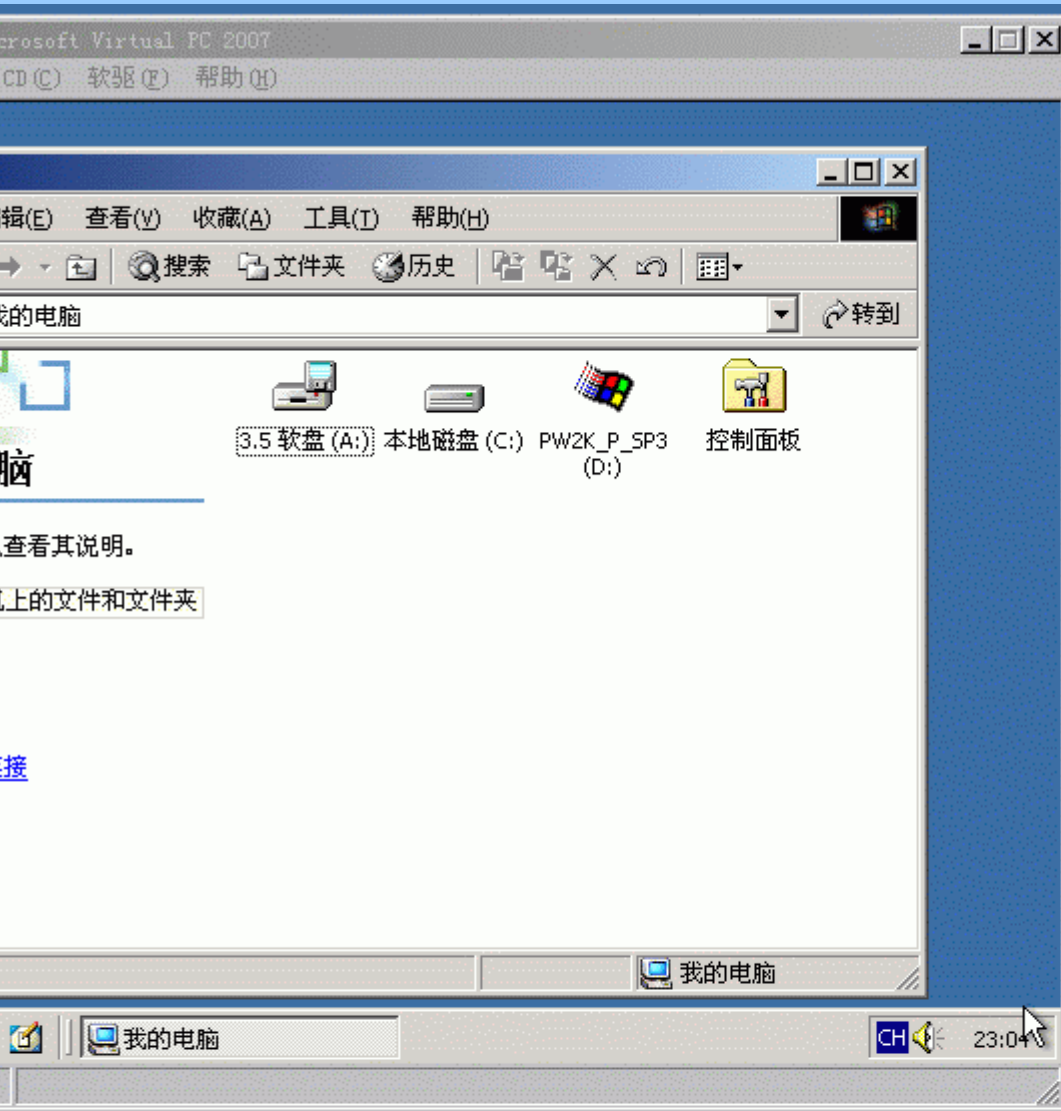 crosoft Virtual PC 2007
CD(C) 软驱(F) 帮助(H)
辑(E) 查看(V) 收藏(A) 工具(T) 帮助(H)
搜索 文件夹 历史
我的电脑 转到
3.5 软盘 (A:) 本地磁盘 (C:) PW2K_P_SP3 (D:) 控制面板
脑
查看其说明。
上的文件和文件夹
接
我的电脑
我的电脑 CH 23:04